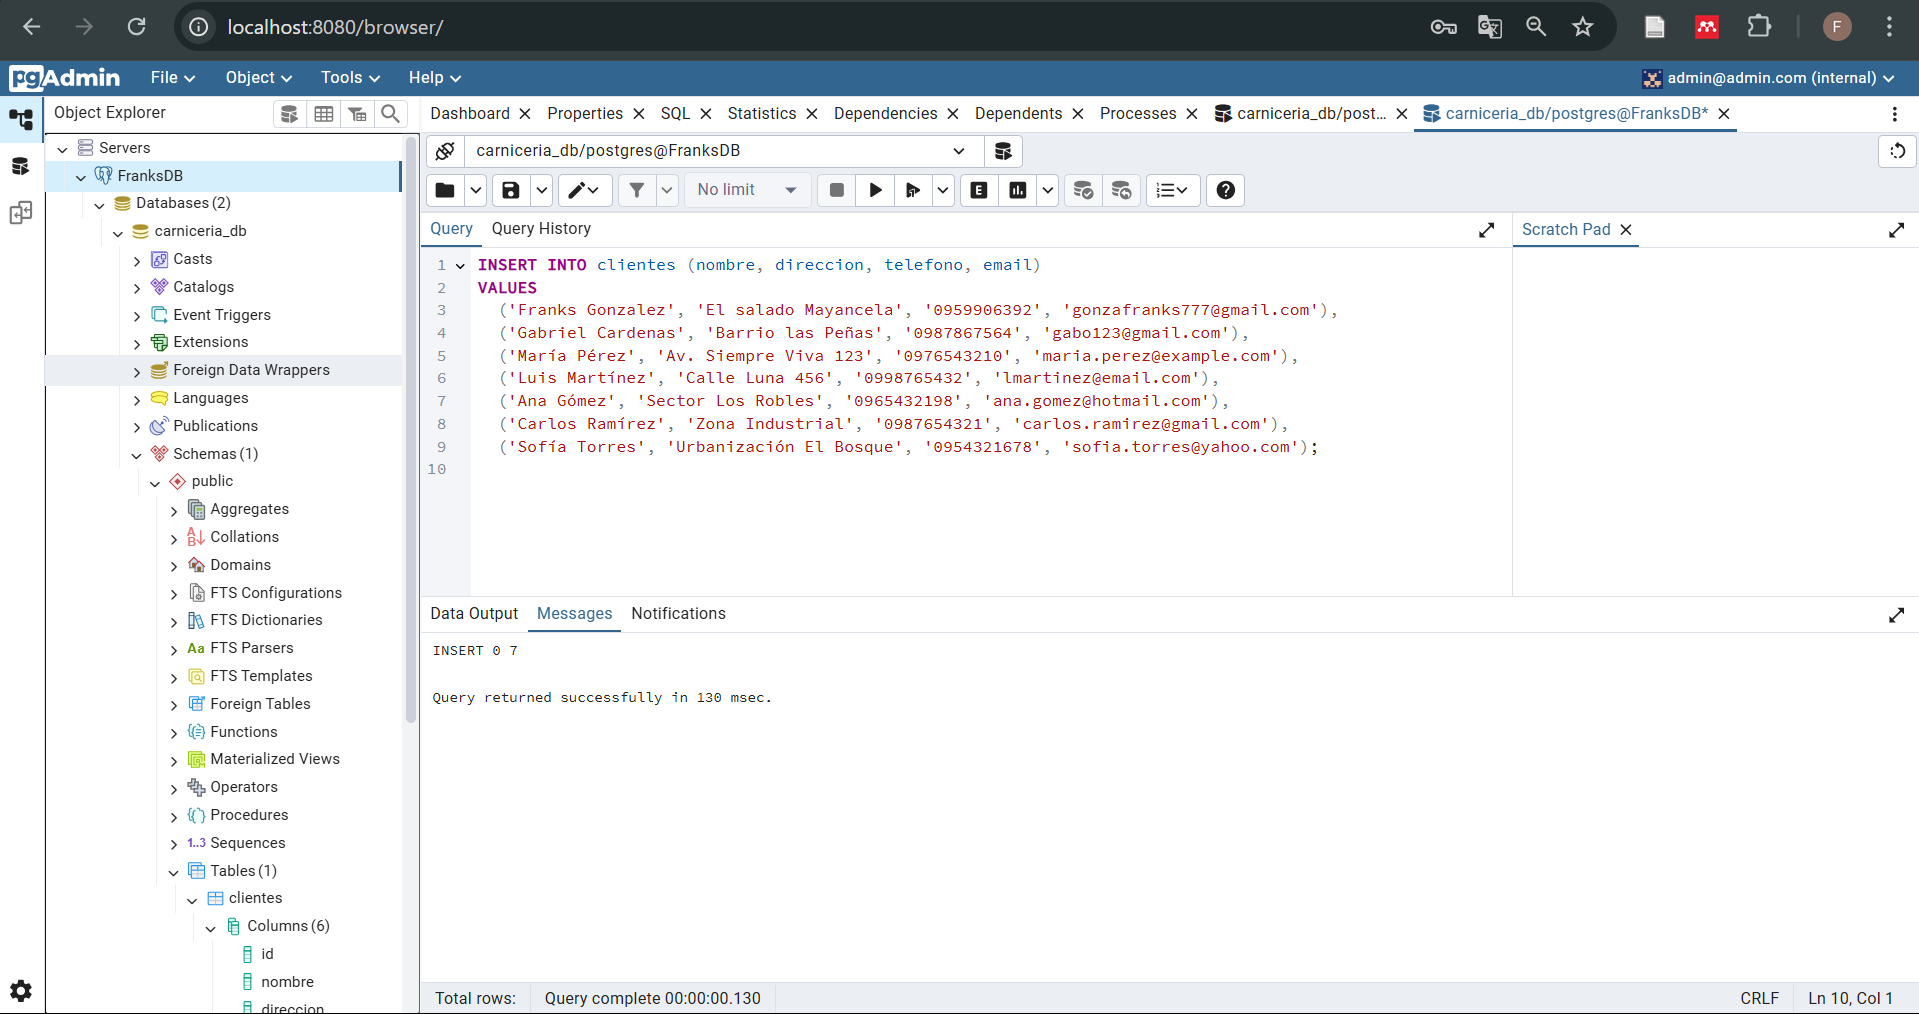 localhost:8080/browser/
F
pgAdmin File Object Tools Help admin@admin.com (internal)
Object Explorer
Dashboard Properties SQL Statistics Dependencies Dependents Processes carniceria_db/post... carniceria_db/postgres@FranksDB*
Servers
FranksDB
Databases (2)
carniceria_db
Casts
Catalogs
Event Triggers
Extensions
Foreign Data Wrappers
Languages
Publications
Schemas (1)
public
Aggregates
Collations
Domains
FTS Configurations
FTS Dictionaries
Aa FTS Parsers
FTS Templates
Foreign Tables
Functions
Materialized Views
Operators
Procedures
1..3 Sequences
Tables (1)
clientes
Columns (6)
id
nombre
direccion
carniceria_db/postgres@FranksDB
No limit
E
Query Query History
Scratch Pad
1 INSERT INTO clientes (nombre, direccion, telefono, email)
2 VALUES
3 ('Franks Gonzalez', 'El salado Mayancela', '0959906392', 'gonzafranks777@gmail.com'),
4 ('Gabriel Cardenas', 'Barrio las Peñas', '0987867564', 'gabo123@gmail.com'),
5 ('María Pérez', 'Av. Siempre Viva 123', '0976543210', 'maria.perez@example.com'),
6 ('Luis Martínez', 'Calle Luna 456', '0998765432', 'lmartinez@email.com'),
7 ('Ana Gómez', 'Sector Los Robles', '0965432198', 'ana.gomez@hotmail.com'),
8 ('Carlos Ramírez', 'Zona Industrial', '0987654321', 'carlos.ramirez@gmail.com'),
9 ('Sofía Torres', 'Urbanización El Bosque', '0954321678', 'sofia.torres@yahoo.com');
10
Data Output Messages Notifications
INSERT 0 7
Query returned successfully in 130 msec.
Total rows: Query complete 00:00:00.130 CRLF Ln 10, Col 1